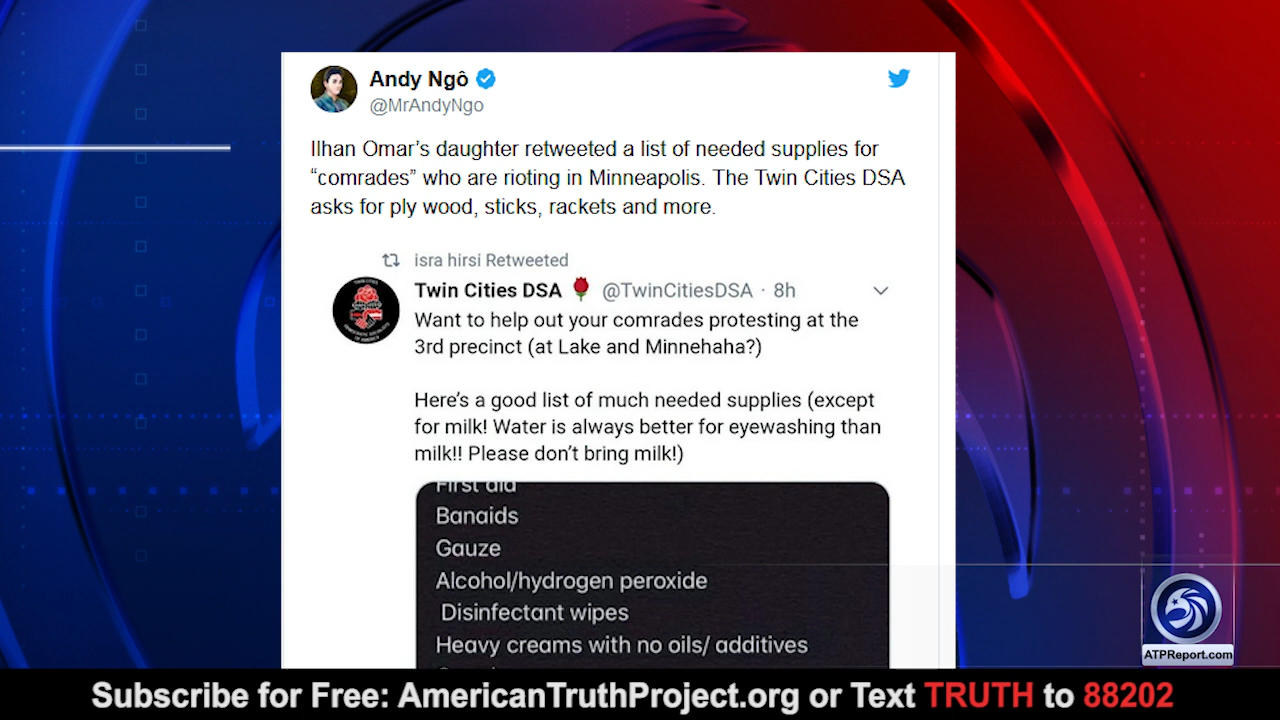 Andy Ngô
@MrAndyNgo
Ilhan Omar’s daughter retweeted a list of needed supplies for
“comrades” who are rioting in Minneapolis. The Twin Cities DSA
asks for ply wood, sticks, rackets and more.
isra hirsi Retweeted
Twin Cities DSA 🌹 @TwinCitiesDSA · 8h
Want to help out your comrades protesting at the
3rd precinct (at Lake and Minnehaha?)
Here’s a good list of much needed supplies (except
for milk! Water is always better for eyewashing than
milk!! Please don’t bring milk!)
First aid
Banaids
Gauze
Alcohol/hydrogen peroxide
Disinfectant wipes
Heavy creams with no oils/ additives
ATPReport.com
Subscribe for Free: AmericanTruthProject.org or Text TRUTH to 88202